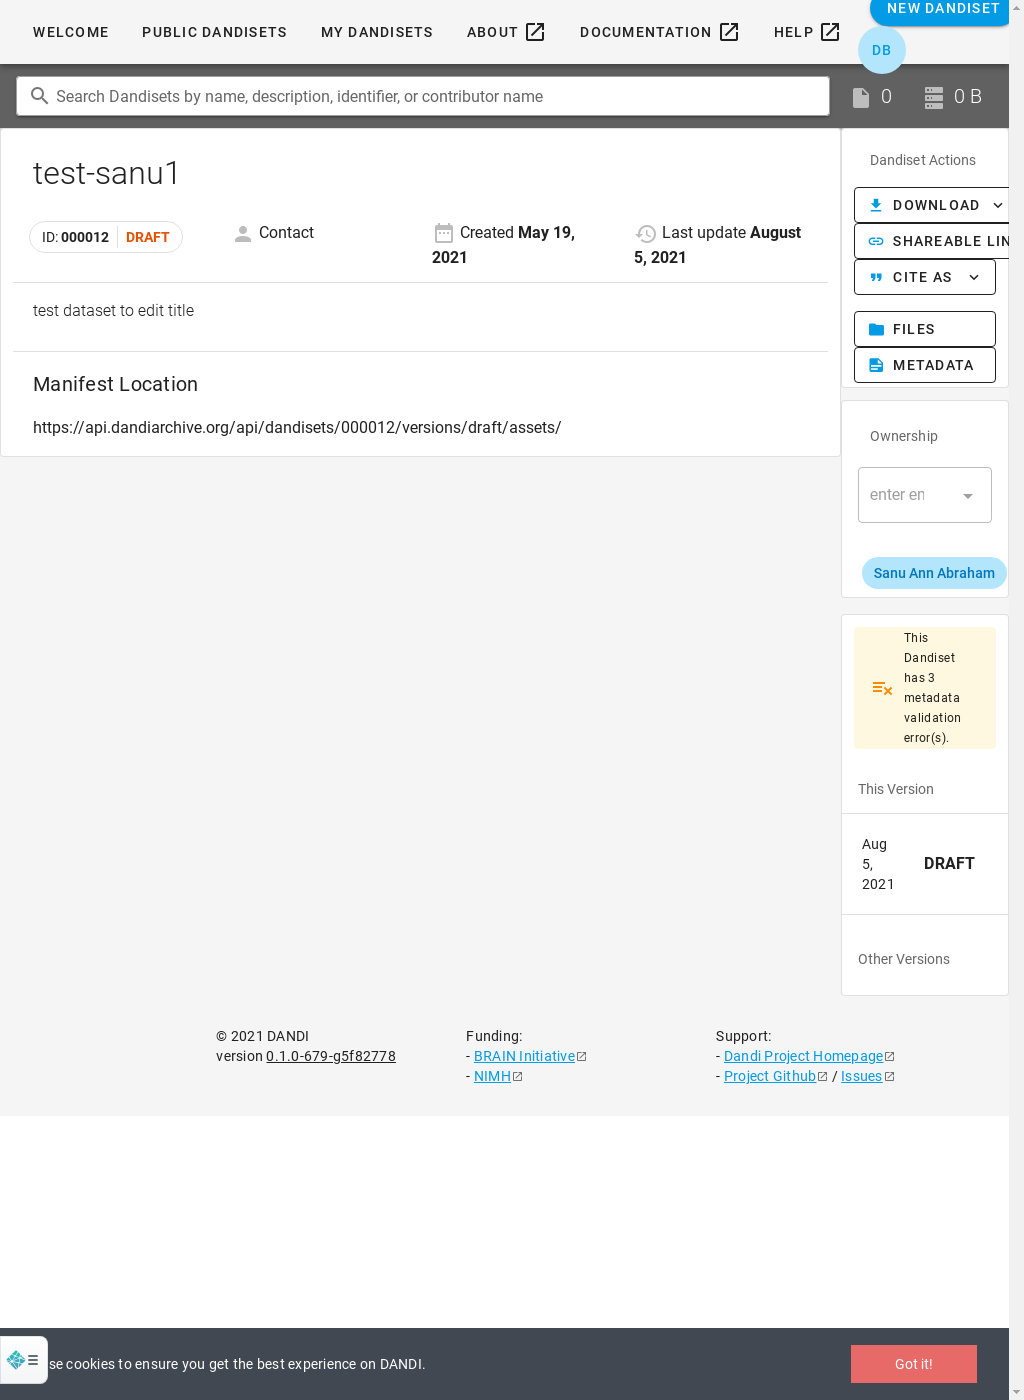 WELCOME PUBLIC DANDISETS MY DANDISETS ABOUT DOCUMENTATION HELP NEW DANDISET
DB
Search Dandisets by name, description, identifier, or contributor name 0 0 B
test-sanu1
ID: 000012 DRAFT
Contact
Created May 19,
2021
Last update August
5, 2021
test dataset to edit title
Manifest Location
https://api.dandiarchive.org/api/dandisets/000012/versions/draft/assets/
Dandiset Actions
DOWNLOAD
SHAREABLE LIN
CITE AS
FILES
METADATA
Ownership
enter en
Sanu Ann Abraham
This
Dandiset
has 3
metadata
validation
error(s).
This Version
Aug
5,
2021
DRAFT
Other Versions
© 2021 DANDI
version 0.1.0-679-g5f82778
Funding:
- BRAIN Initiative
- NIMH
Support:
- Dandi Project Homepage
- Project Github / Issues
se cookies to ensure you get the best experience on DANDI.
Got it!